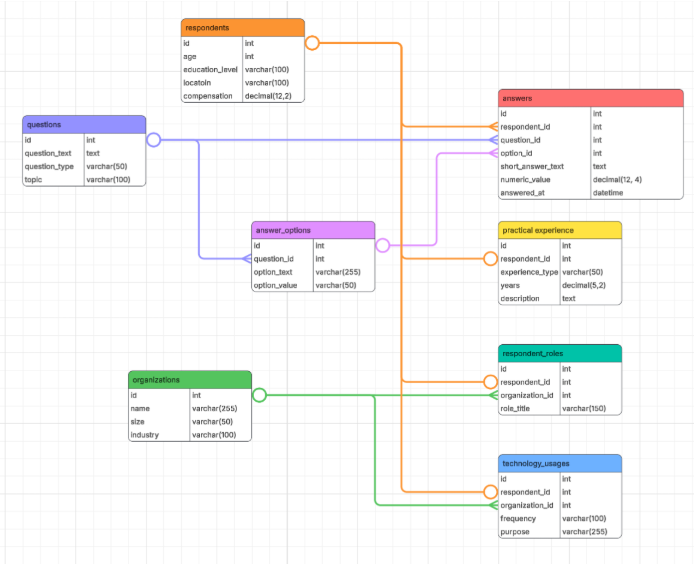 respondents
id int
age int
education_level varchar(100)
locatoin varchar(100)
compensation decimal(12,2)
questions
id int
question_text text
question_type varchar(50)
topic varchar(100)
answers
id int
respondent_id int
question_id int
option_id int
short_answer_text text
numeric_value decimal(12, 4)
answered_at datetime
answer_options
id int
question_id int
option_text varchar(255)
option_value varchar(50)
prectical experience
id int
respondent_id int
experience_type varchar(50)
years decimal(5,2)
description text
organizations
id int
name varchar(255)
size varchar(50)
industry varchar(100)
respondent_roles
id int
respondent_id int
organization_id int
role_title varchar(150)
technology_usages
id int
respondent_id int
organization_id int
frequency varchar(100)
purpose varchar(255)